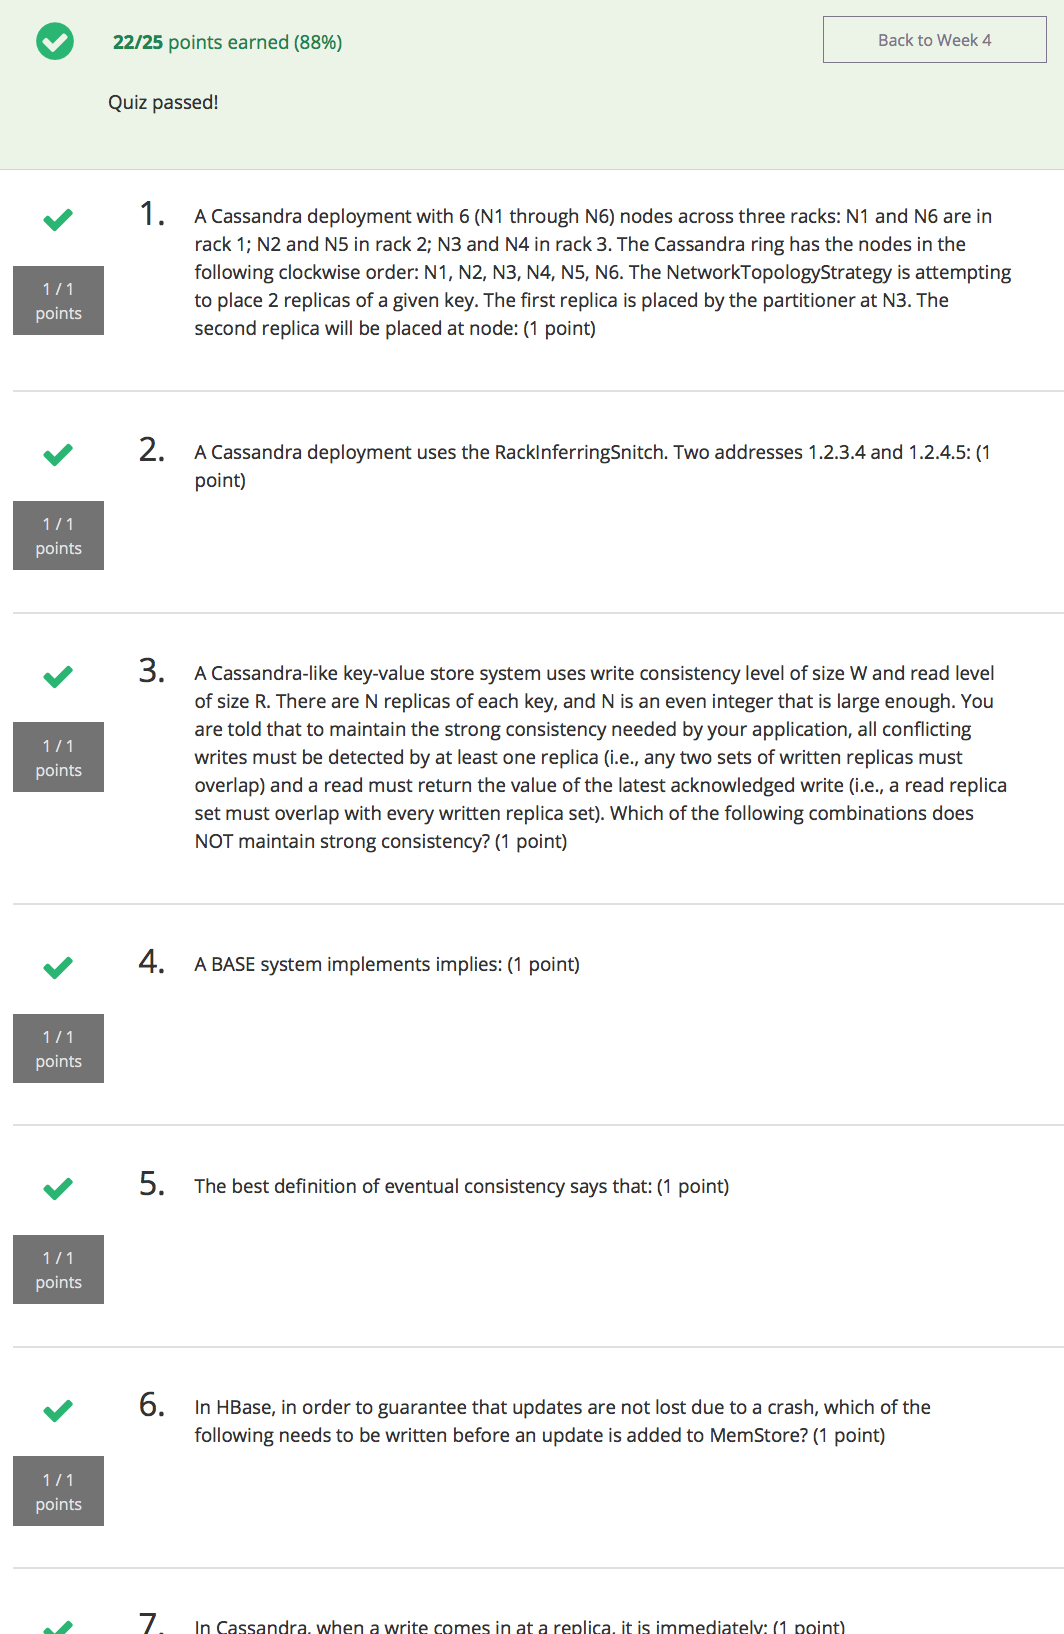 22/25 points earned (88%)
Back to Week 4
Quiz passed!
1.
A Cassandra deployment with 6 (N1 through N6) nodes across three racks: N1 and N6 are in
rack 1; N2 and N5 in rack 2; N3 and N4 in rack 3. The Cassandra ring has the nodes in the
following clockwise order: N1, N2, N3, N4, N5, N6. The NetworkTopologyStrategy is attempting
to place 2 replicas of a given key. The first replica is placed by the partitioner at N3. The
second replica will be placed at node: (1 point)
1 / 1
points
2.
A Cassandra deployment uses the RackInferringSnitch. Two addresses 1.2.3.4 and 1.2.4.5: (1
point)
1 / 1
points
3.
A Cassandra-like key-value store system uses write consistency level of size W and read level
of size R. There are N replicas of each key, and N is an even integer that is large enough. You
are told that to maintain the strong consistency needed by your application, all conflicting
writes must be detected by at least one replica (i.e., any two sets of written replicas must
overlap) and a read must return the value of the latest acknowledged write (i.e., a read replica
set must overlap with every written replica set). Which of the following combinations does
NOT maintain strong consistency? (1 point)
1 / 1
points
4.
A BASE system implements implies: (1 point)
1 / 1
points
5.
The best definition of eventual consistency says that: (1 point)
1 / 1
points
6.
In HBase, in order to guarantee that updates are not lost due to a crash, which of the
following needs to be written before an update is added to MemStore? (1 point)
1 / 1
points
7.
In Cassandra, when a write comes in at a replica, it is immediately: (1 point)